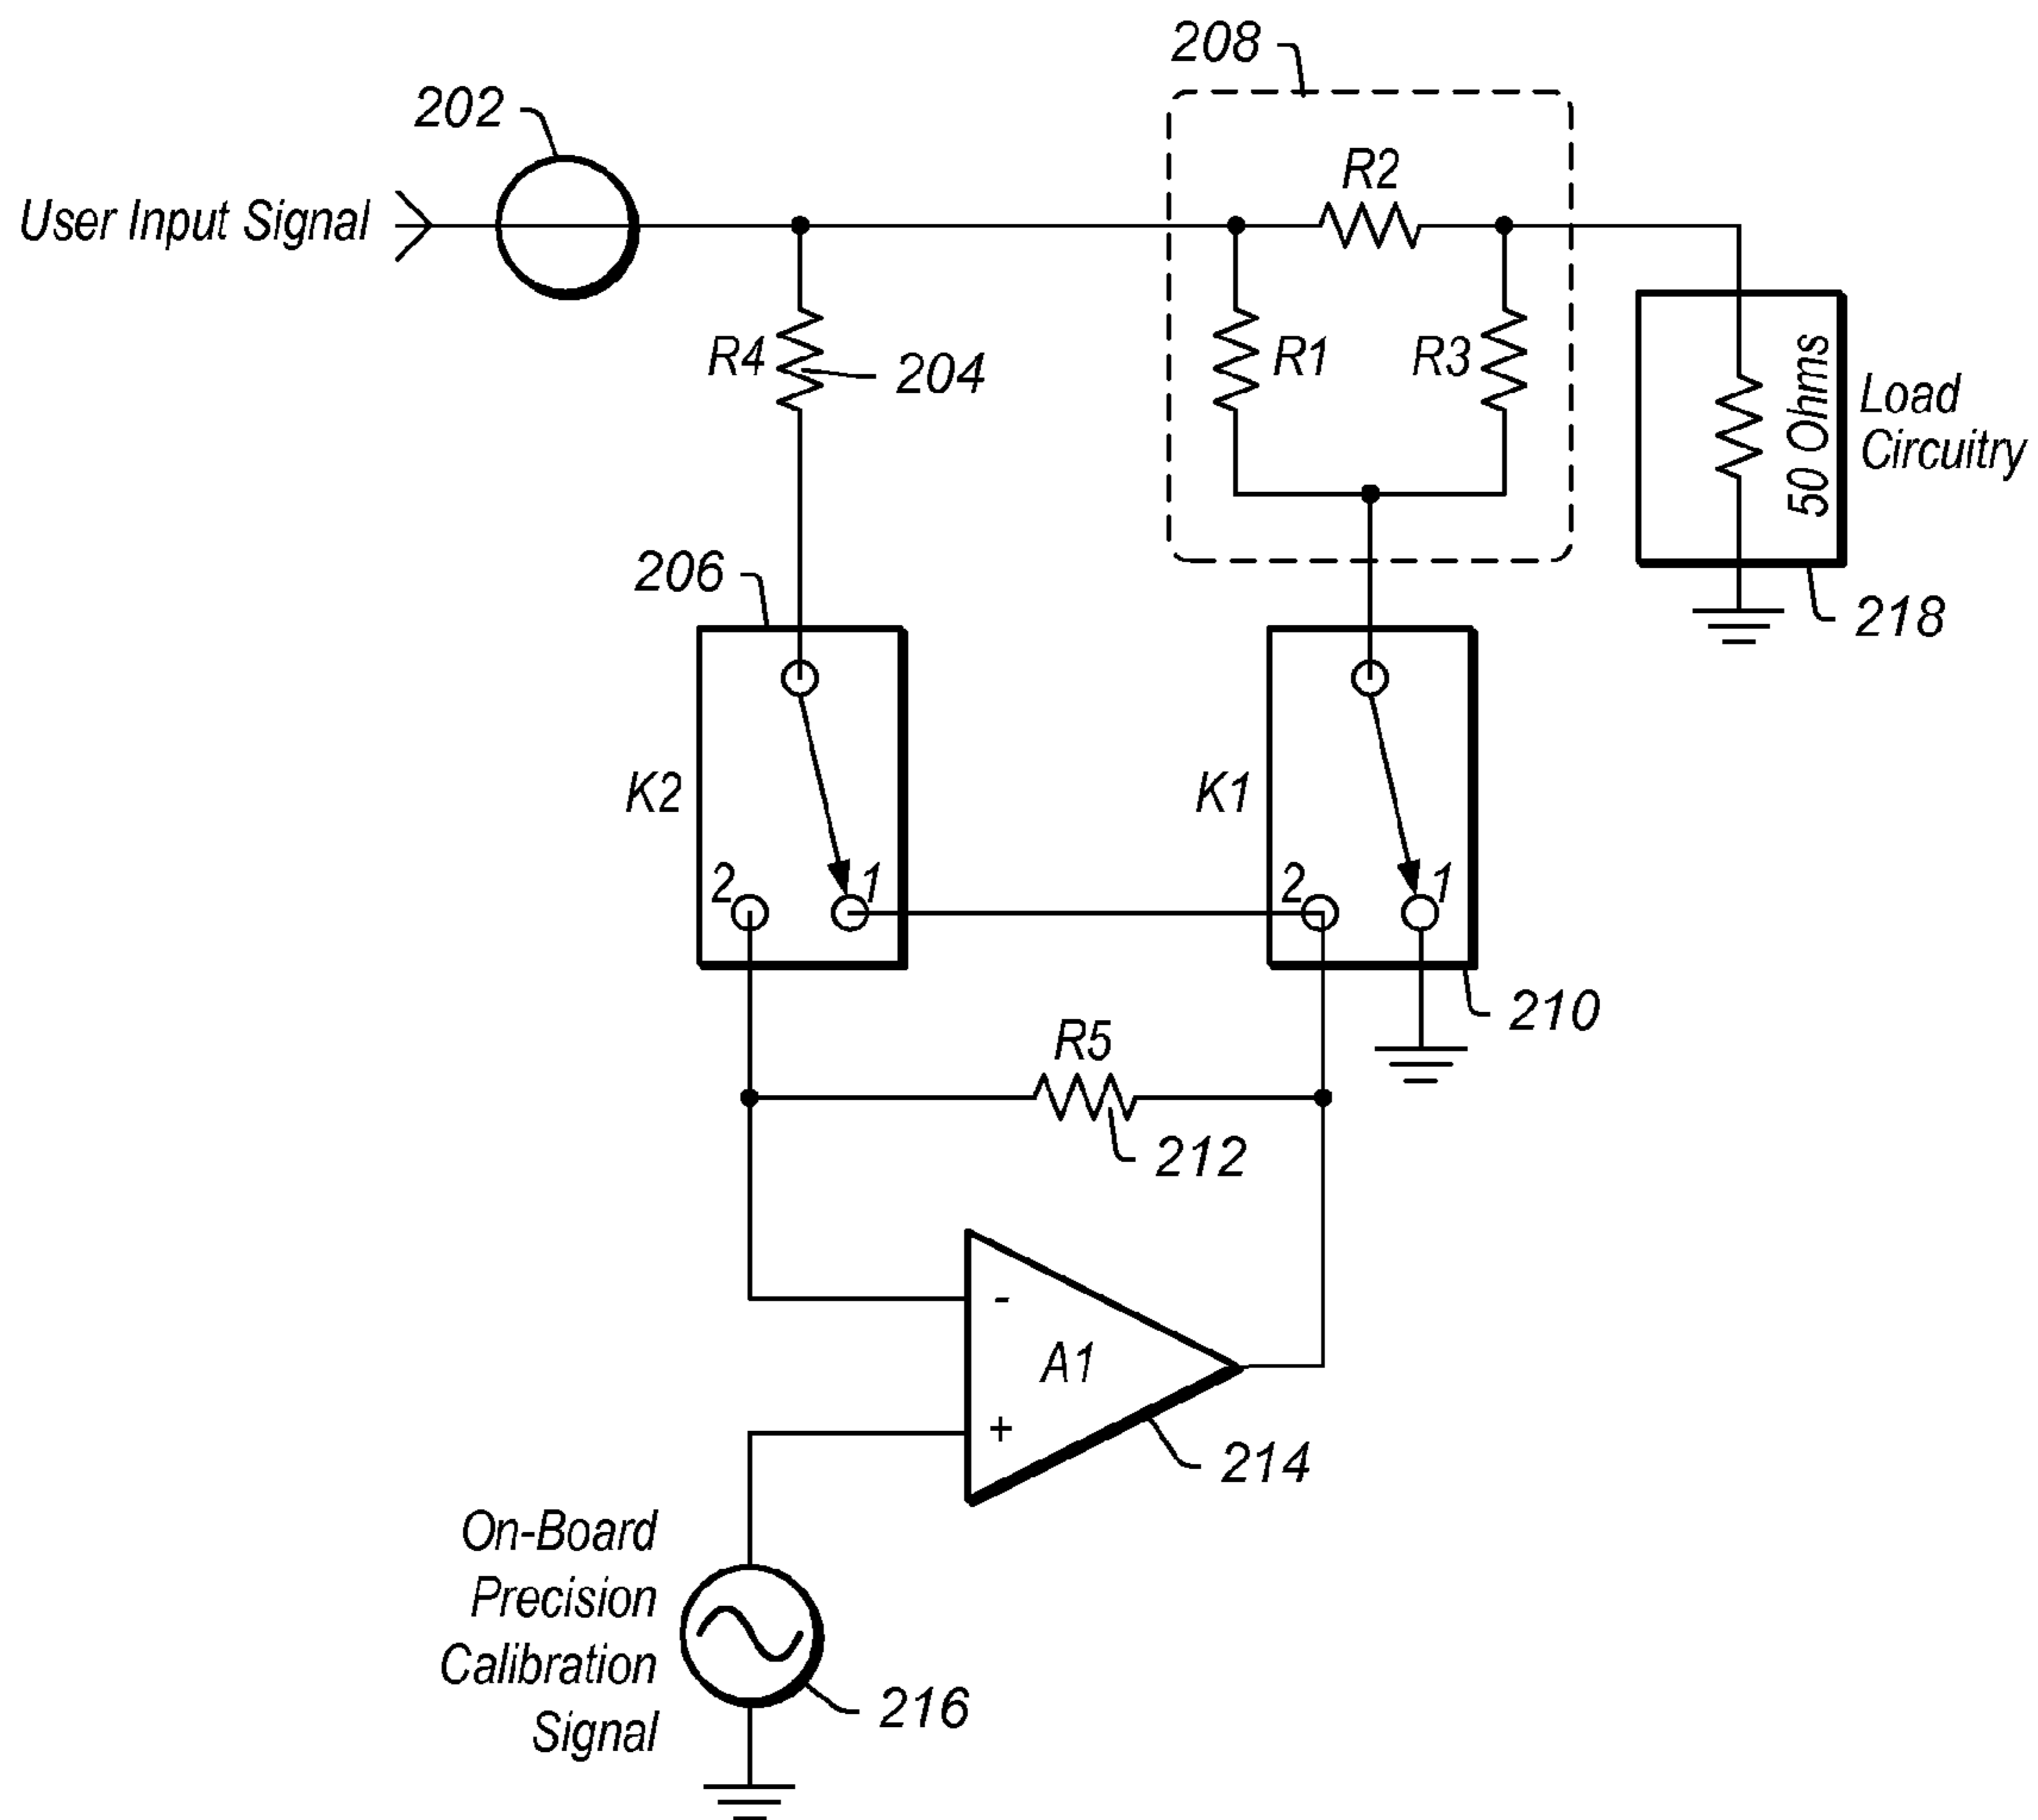 208
202
R2
User Input Signal
R4
204
R1
R3
50 Ohms
Load
Circuitry
206
218
K2
K1
2
1
2
1
210
R5
212
-
A1
+
214
On-Board
Precision
Calibration
Signal
216